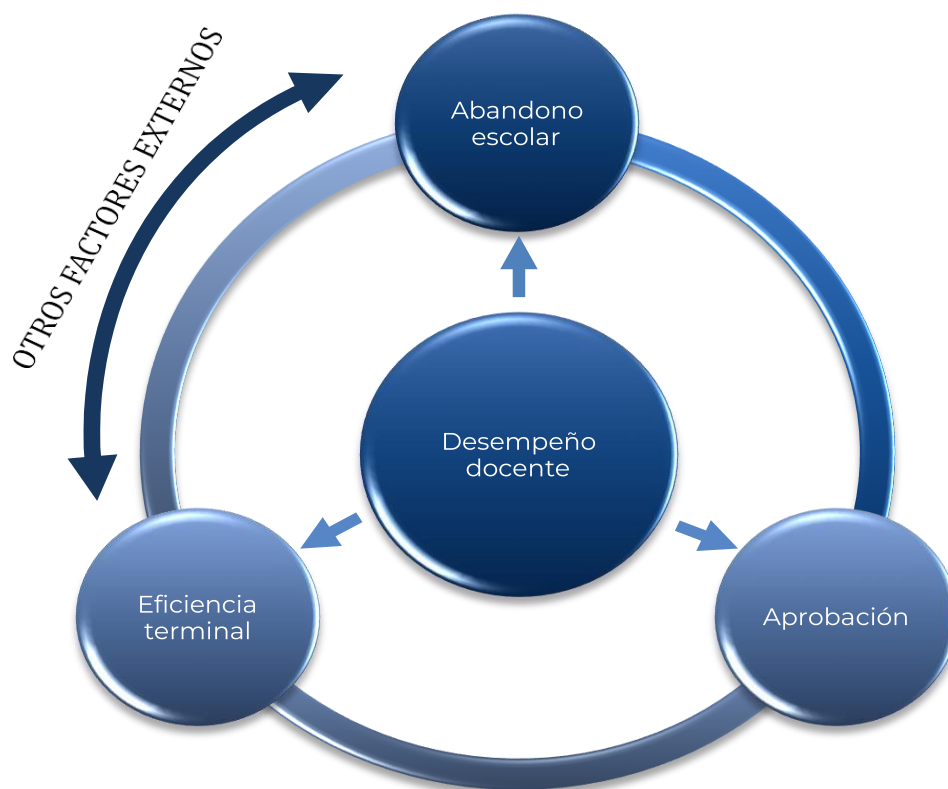 OTROS FACTORES EXTERNOS
Abandono
escolar
Desempeño
docente
Eficiencia
terminal
Aprobación